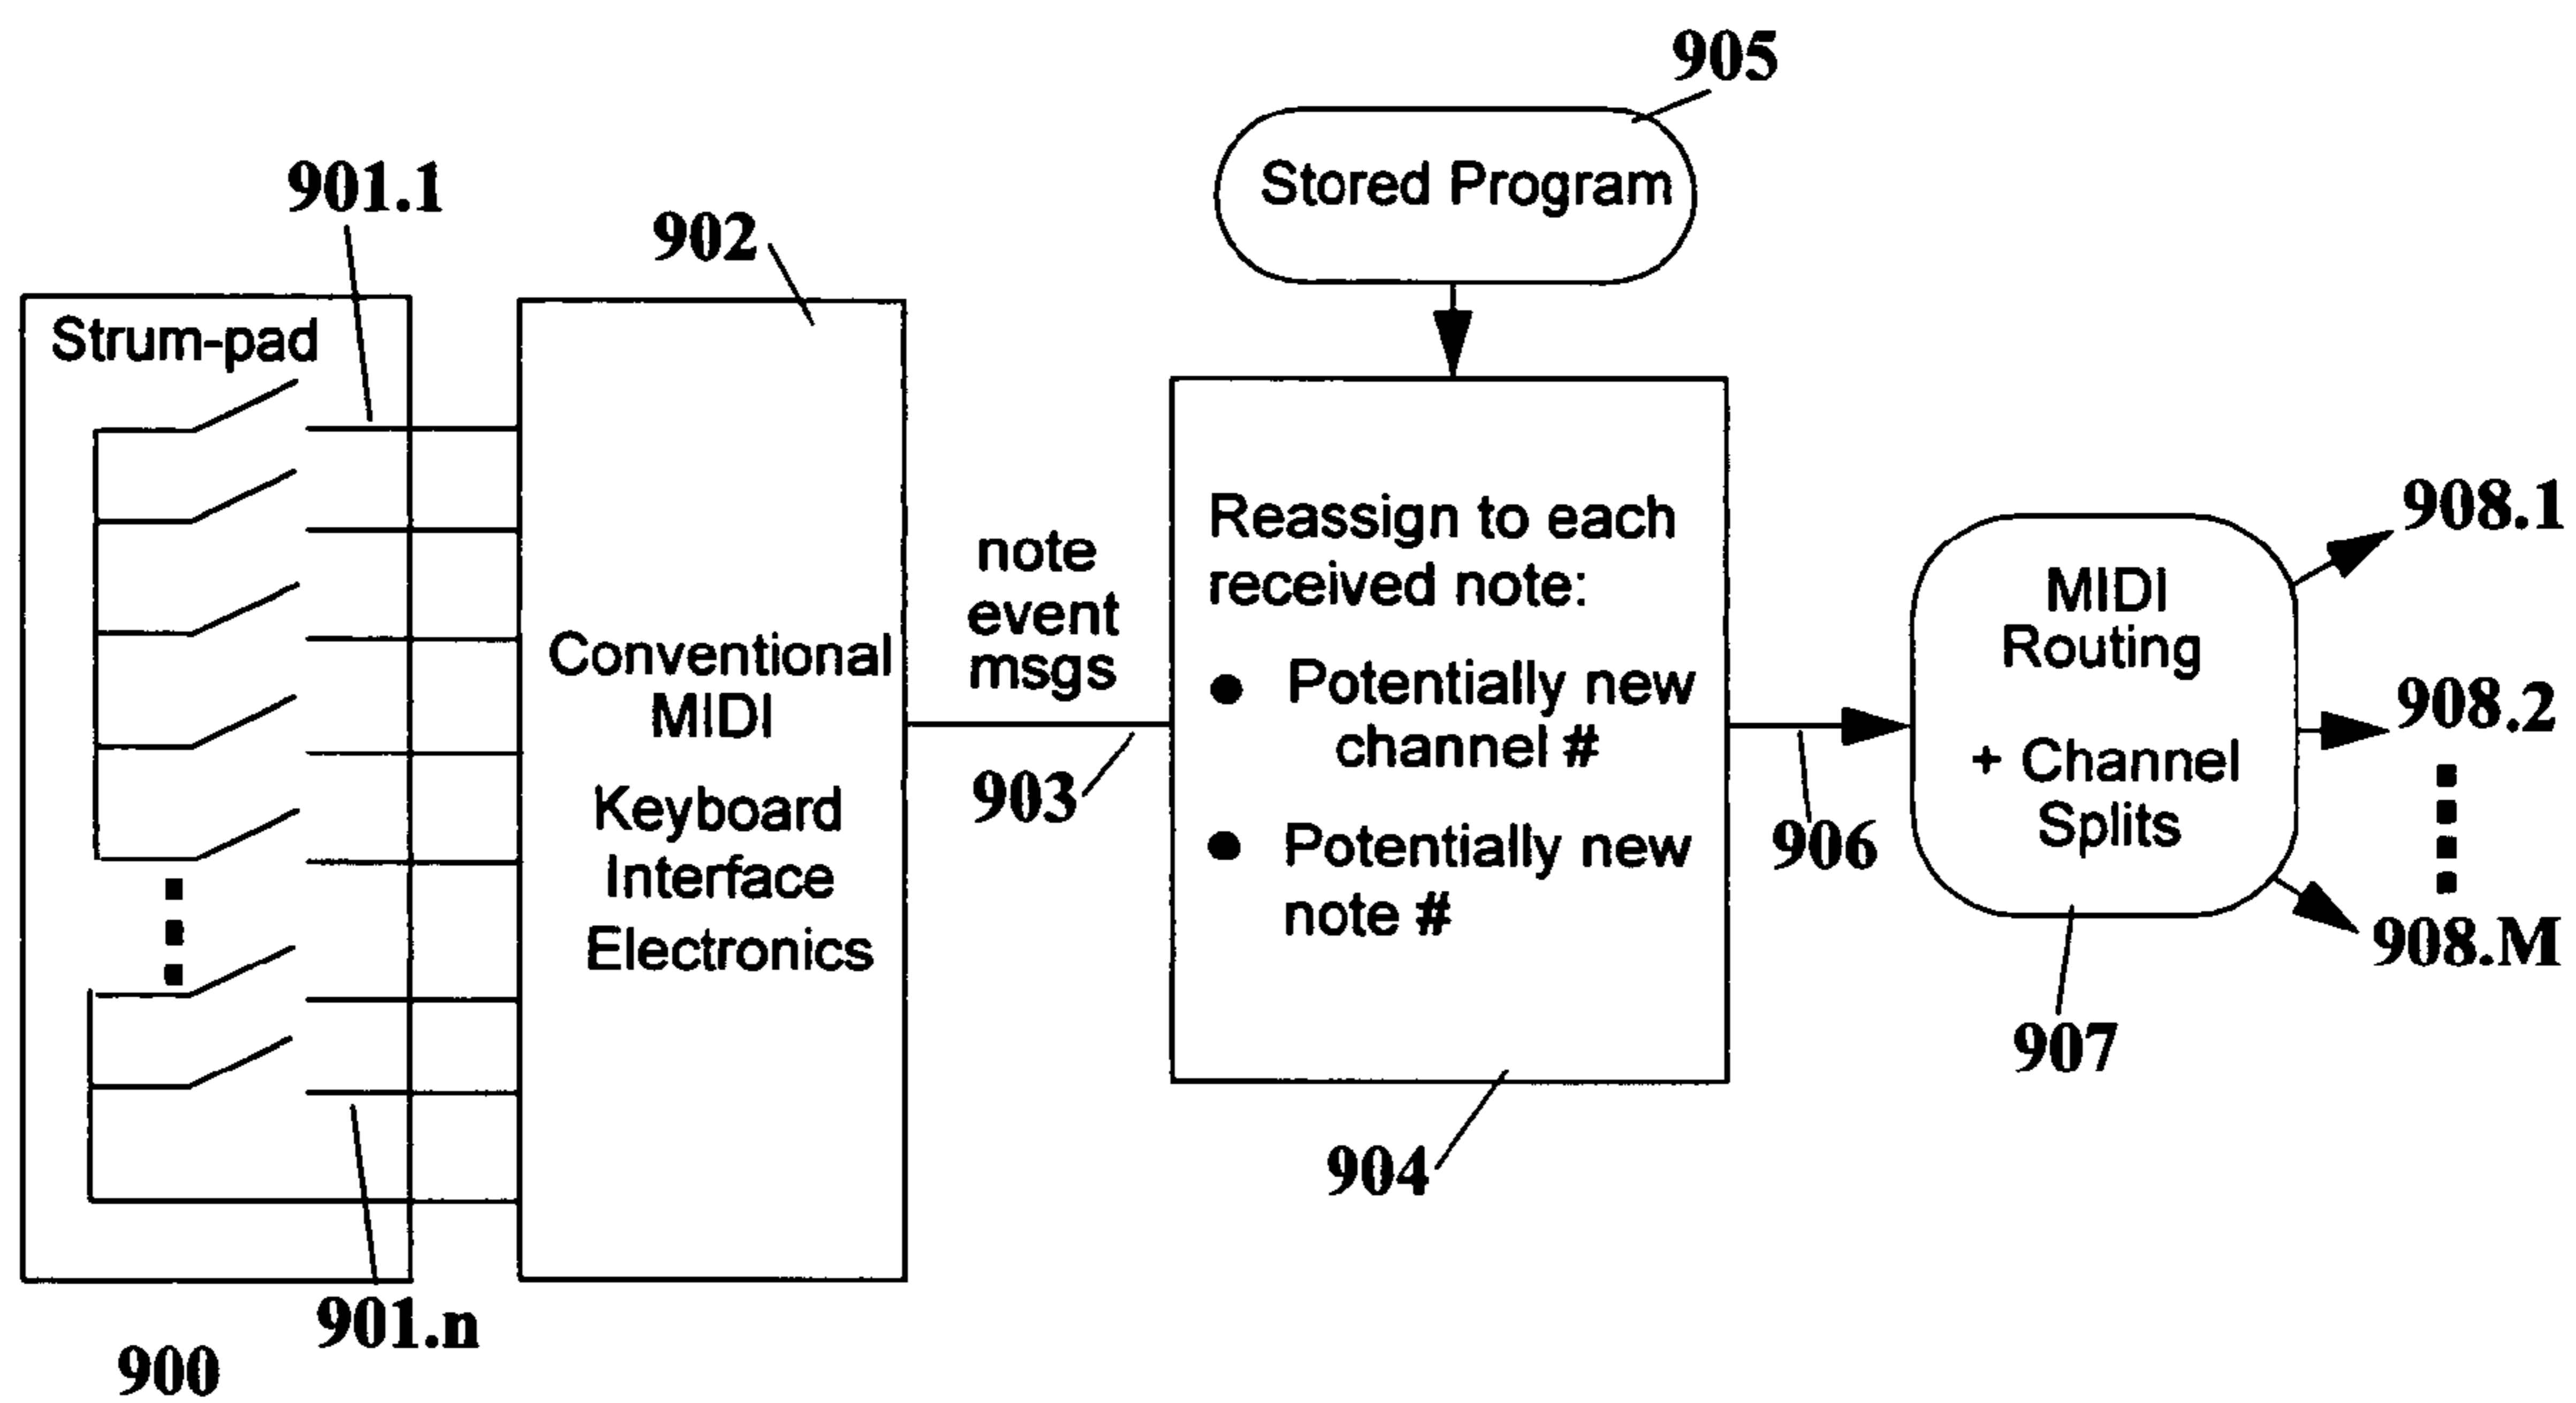 905
Stored Program
901.1
902
Strum-pad
Conventional
MIDI
Keyboard
Interface
Electronics
note
event
msgs
903
Reassign to each
received note:
● Potentially new
channel #
● Potentially new
note #
904
906
MIDI
Routing
+ Channel
Splits
907
908.1
908.2
908.M
901.n
900